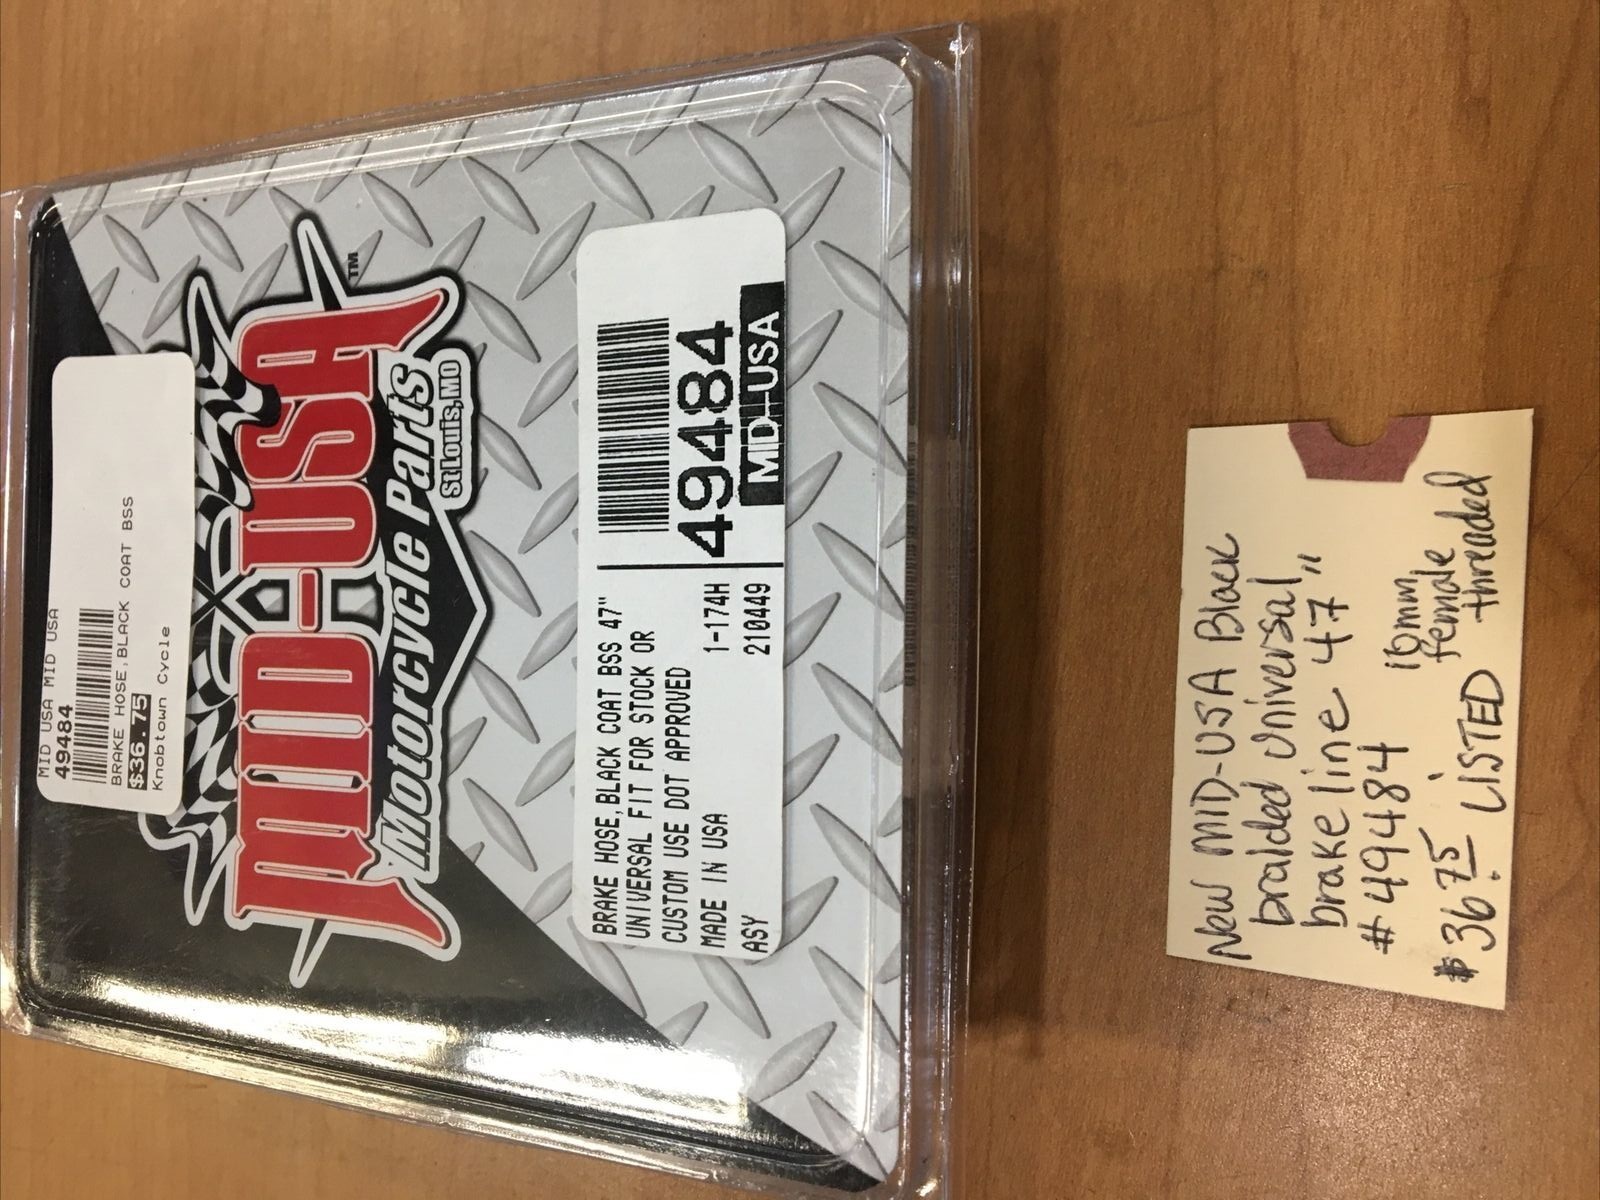 MID USA MID USA
49484
BRAKE HOSE,BLACK COAT BSS
$36.75
Knobtown Cycle
MID-USA
TM
Motorcycle Parts
St Louis, MO
BRAKE HOSE,BLACK COAT BSS 47"
UNIVERSAL FIT FOR STOCK OR
CUSTOM USE DOT APPROVED
MADE IN USA 1-174H
ASY 210449
49484
MID-USA
New MID-USA Black
braided Universal
brake line 47"
# 49484 10mm
female
$36.75 LISTED threaded